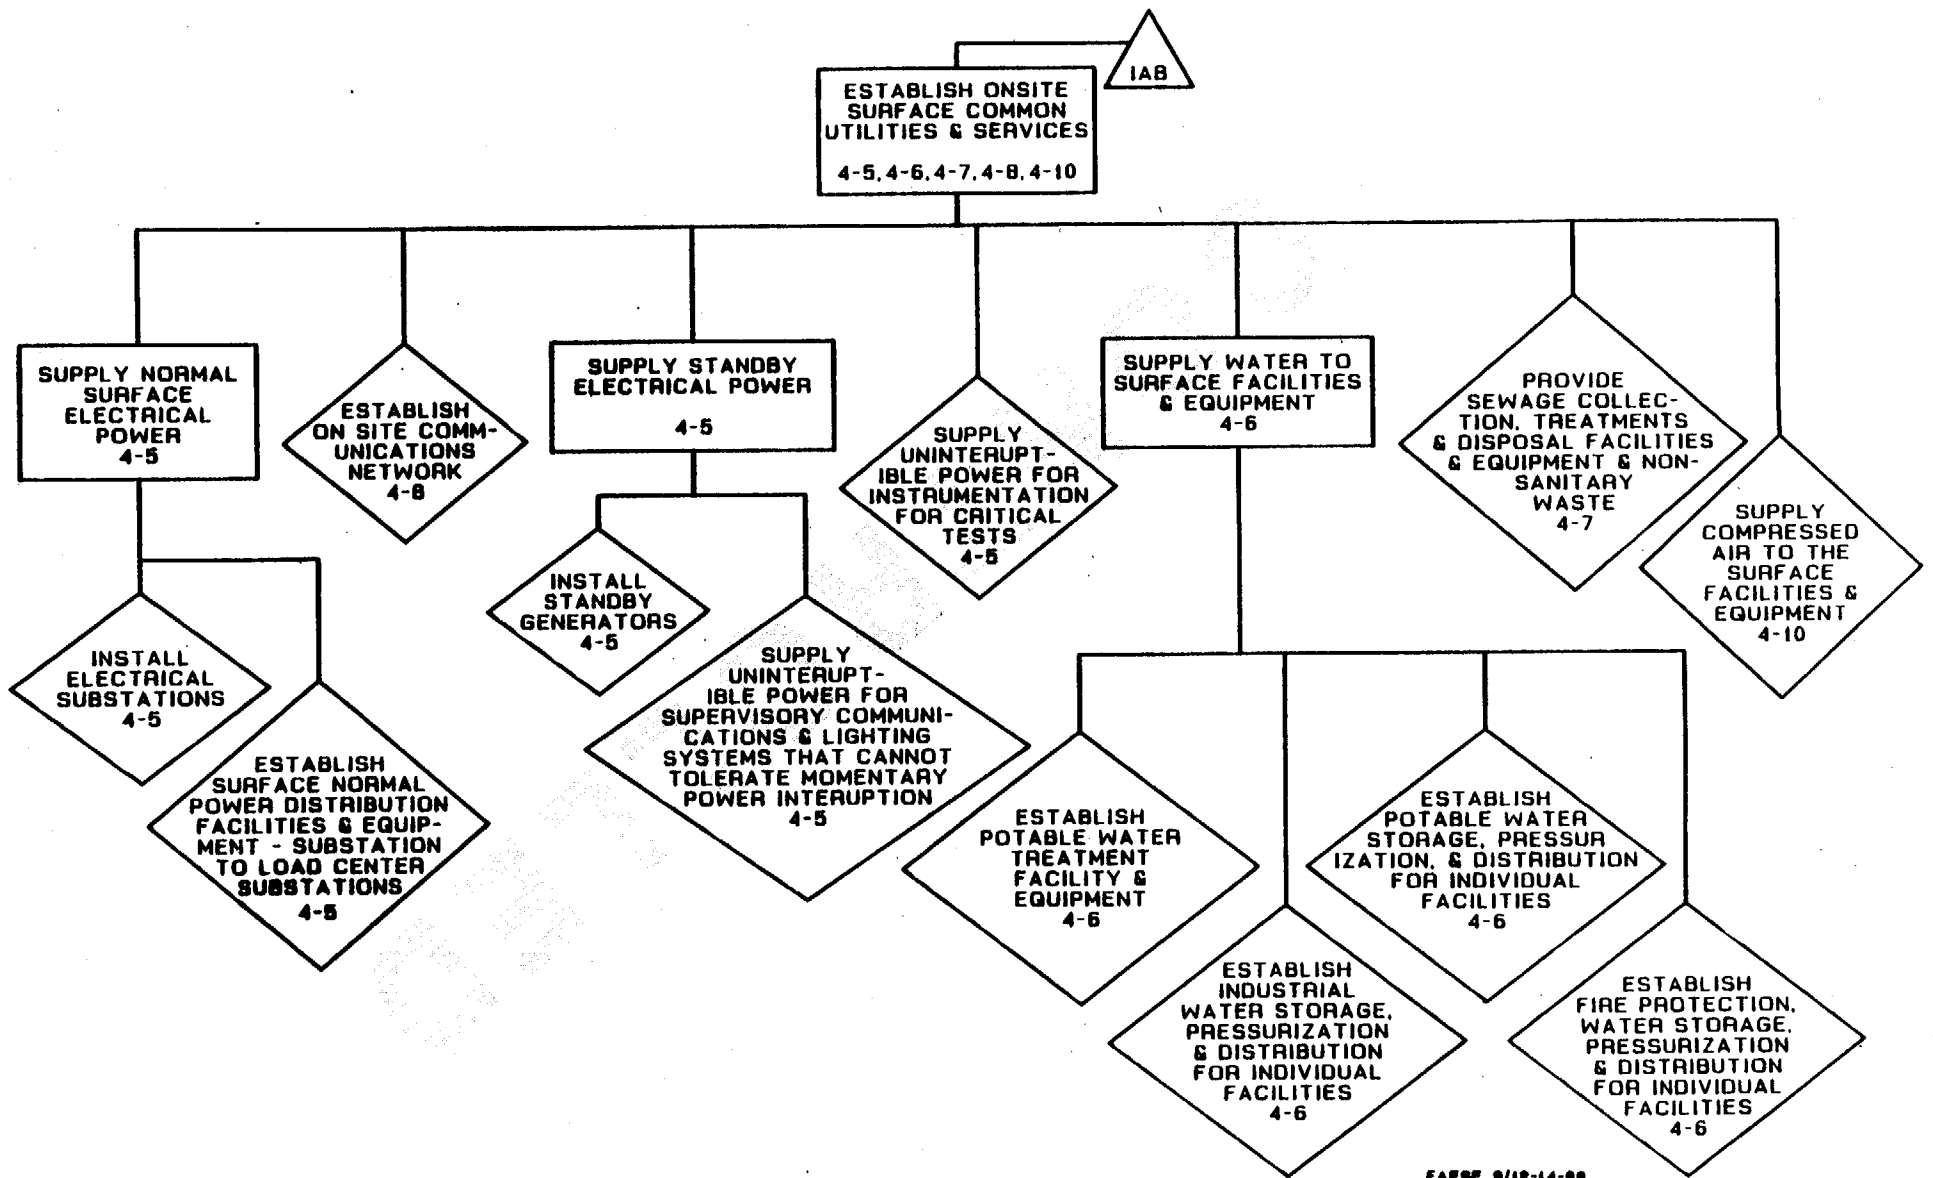 IAB
ESTABLISH ONSITE
SURFACE COMMON
UTILITIES & SERVICES
4-5, 4-6, 4-7, 4-8, 4-10
SUPPLY NORMAL
SURFACE
ELECTRICAL
POWER
4-5
ESTABLISH
ON SITE COMM-
UNICATIONS
NETWORK
4-8
SUPPLY STANDBY
ELECTRICAL POWER
4-5
SUPPLY
UNINTERUPT-
IBLE POWER FOR
INSTRUMENTATION
FOR CRITICAL
TESTS
4-5
SUPPLY WATER TO
SURFACE FACILITIES
& EQUIPMENT
4-6
PROVIDE
SEWAGE COLLEC-
TION, TREATMENTS
& DISPOSAL FACILITIES
& EQUIPMENT & NON-
SANITARY
WASTE
4-7
SUPPLY
COMPRESSED
AIR TO THE
SURFACE
FACILITIES &
EQUIPMENT
4-10
INSTALL
ELECTRICAL
SUBSTATIONS
4-5
ESTABLISH
SURFACE NORMAL
POWER DISTRIBUTION
FACILITIES & EQUIP-
MENT - SUBSTATION
TO LOAD CENTER
SUBSTATIONS
4-5
INSTALL
STANDBY
GENERATORS
4-5
SUPPLY
UNINTERUPT-
IBLE POWER FOR
SUPERVISORY COMMUNI-
CATIONS & LIGHTING
SYSTEMS THAT CANNOT
TOLERATE MOMENTARY
POWER INTERUPTION
4-5
ESTABLISH
POTABLE WATER
TREATMENT
FACILITY &
EQUIPMENT
4-6
ESTABLISH
INDUSTRIAL
WATER STORAGE,
PRESSURIZATION
& DISTRIBUTION
FOR INDIVIDUAL
FACILITIES
4-6
ESTABLISH
POTABLE WATER
STORAGE, PRESSUR
IZATION, & DISTRIBUTION
FOR INDIVIDUAL
FACILITIES
4-6
ESTABLISH
FIRE PROTECTION,
WATER STORAGE,
PRESSURIZATION
& DISTRIBUTION
FOR INDIVIDUAL
FACILITIES
4-6